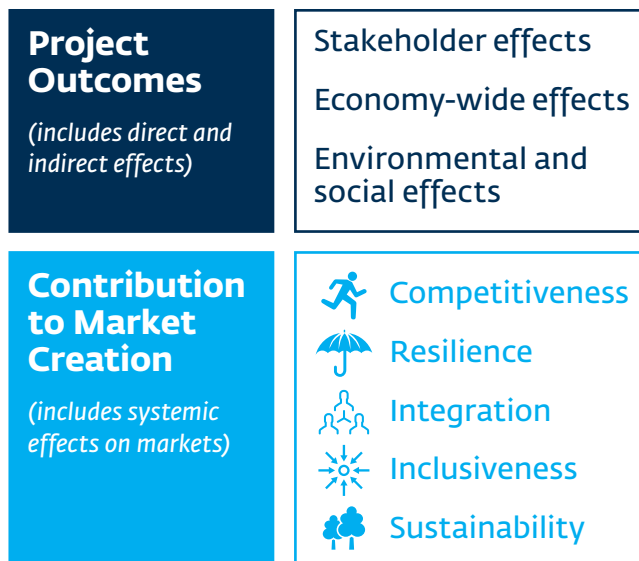 Project
Outcomes
(includes direct and
indirect effects)
Stakeholder effects
Economy-wide effects
Environmental and
social effects
Contribution
to Market
Creation
(includes systemic
effects on markets)
Competitiveness
Resilience
Integration
Inclusiveness
Sustainability